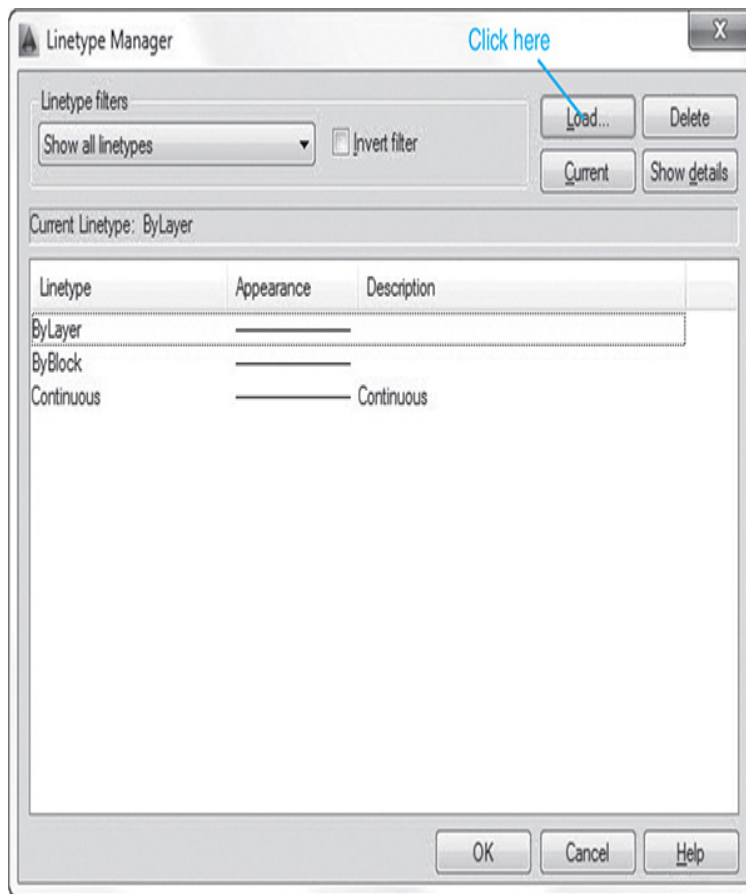 Linetype Manager
Click here
X
Linetype filters
Show all linetypes
Invert filter
Load...
Delete
Current
Show details
Current Linetype: ByLayer
Linetype Appearance Description
ByLayer
ByBlock
Continuous Continuous
OK Cancel Help